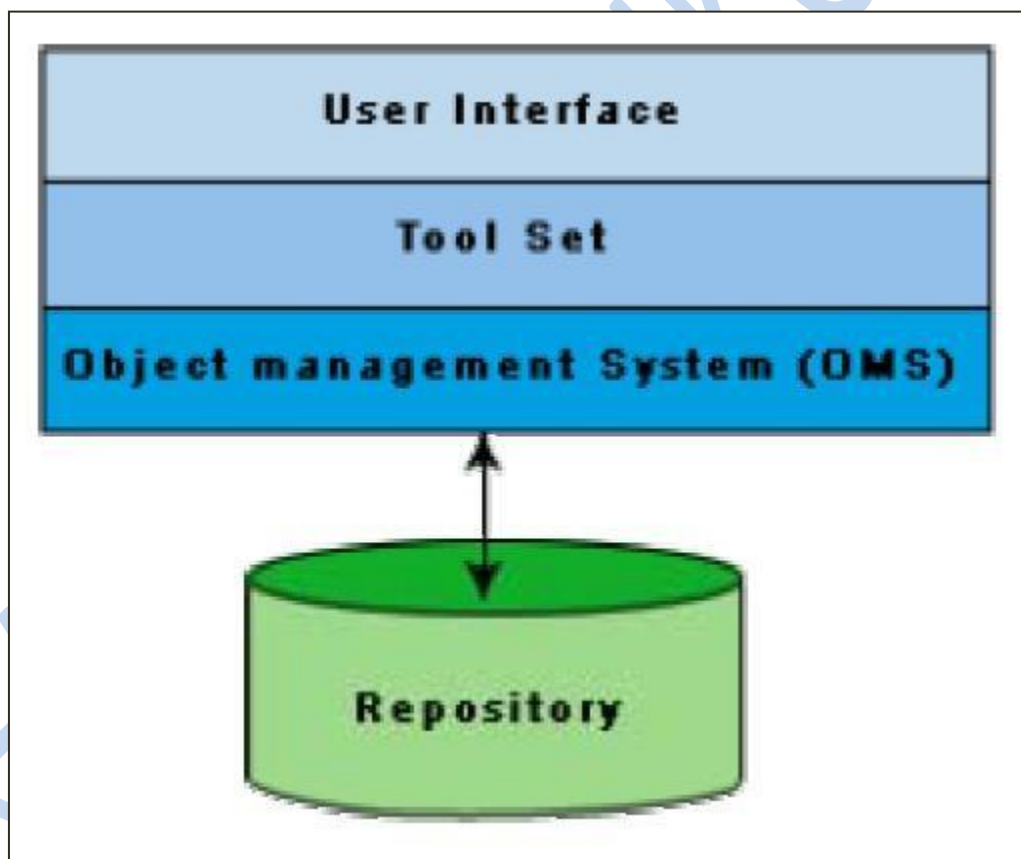 User Interface
Tool Set
Object management System (OMS)
Repository